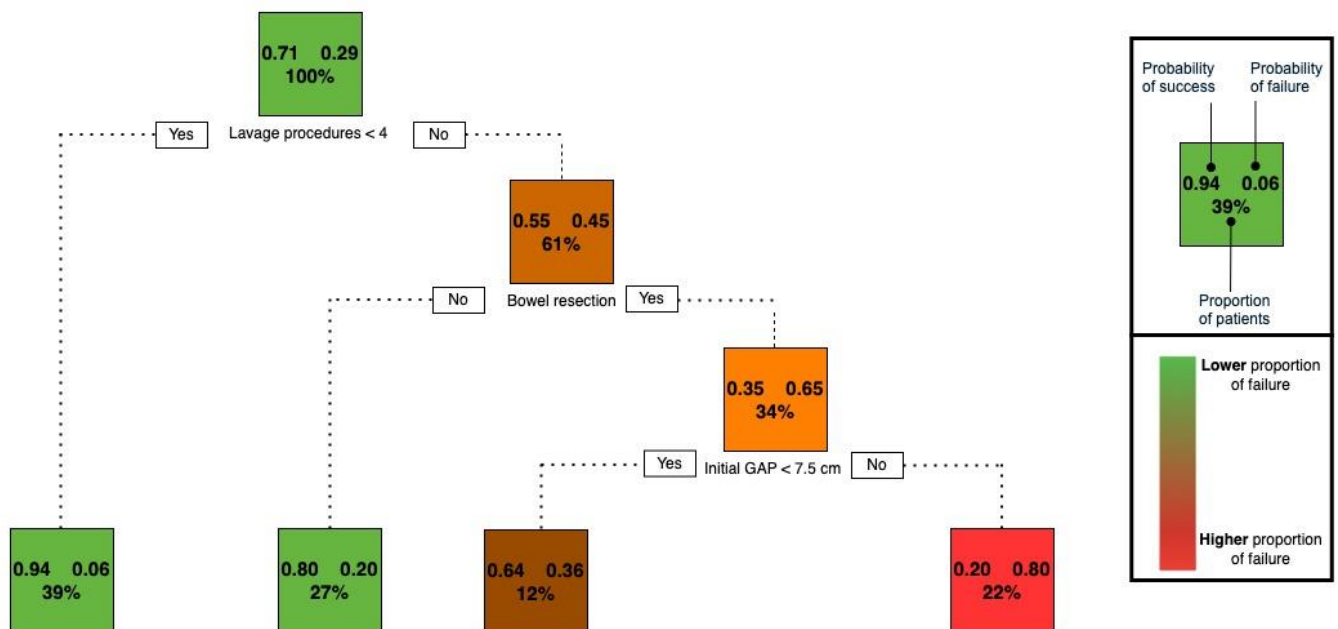 0.71 0.29
100%
Yes
Lavage procedures < 4
No
0.55 0.45
61%
No
Bowel resection
Yes
0.35 0.65
34%
Yes
Initial GAP < 7.5 cm
No
0.94 0.06
39%
0.80 0.20
27%
0.64 0.36
12%
0.20 0.80
22%
Probability
of success
Probability
of failure
0.94 0.06
39%
Proportion
of patients
Lower proportion
of failure
Higher proportion
of failure